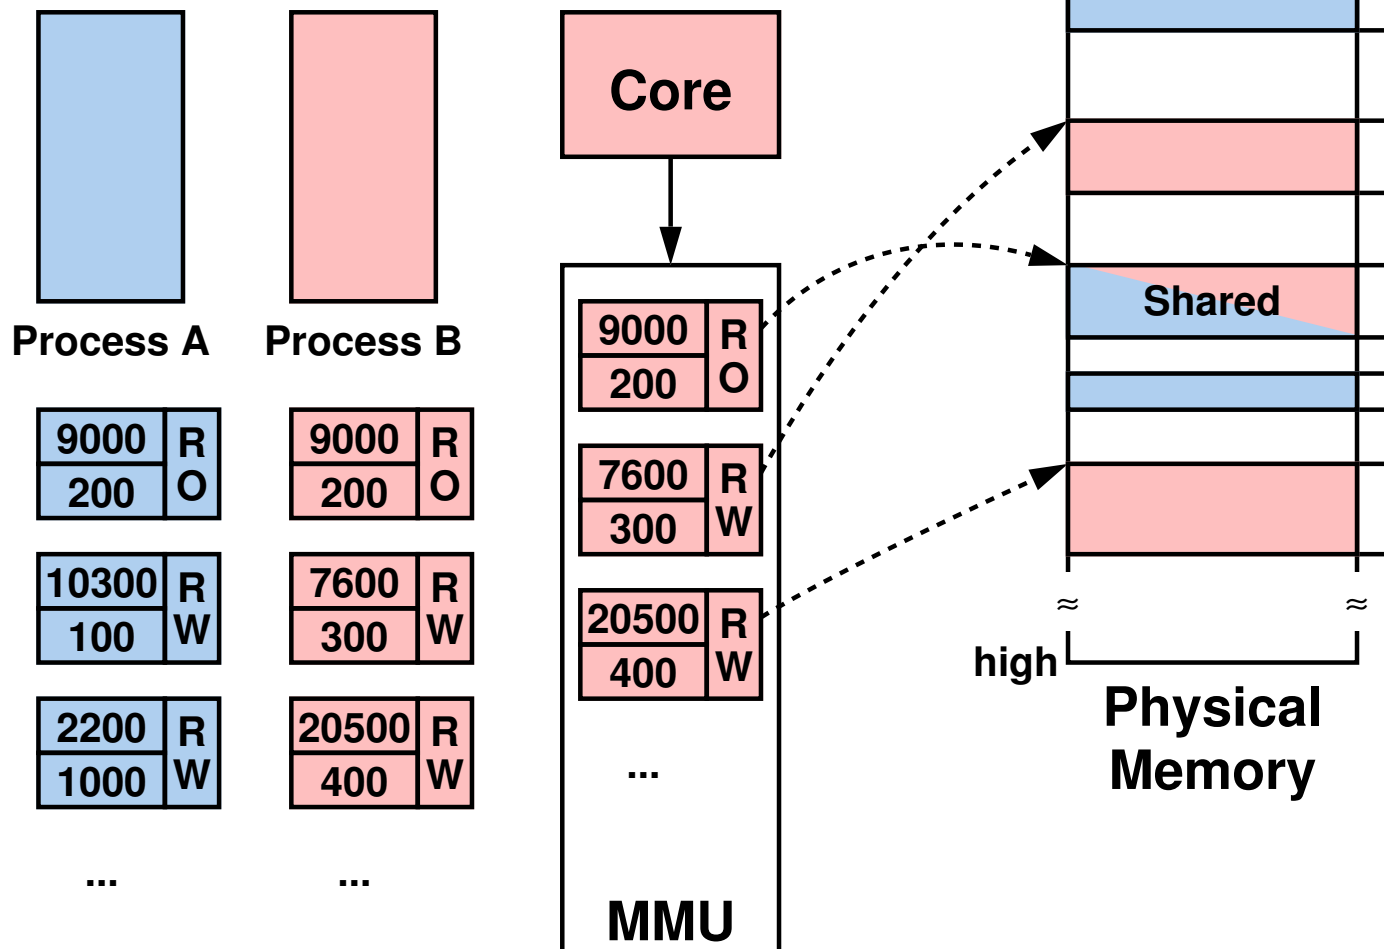 Process A
9000
200
R
O
10300
100
R
W
2200
1000
R
W
...
Process B
9000
200
R
O
7600
300
R
W
20500
400
R
W
...
Core
9000
200
R
O
7600
300
R
W
20500
400
R
W
...
MMU
Shared
≈ ≈
high
Physical
Memory